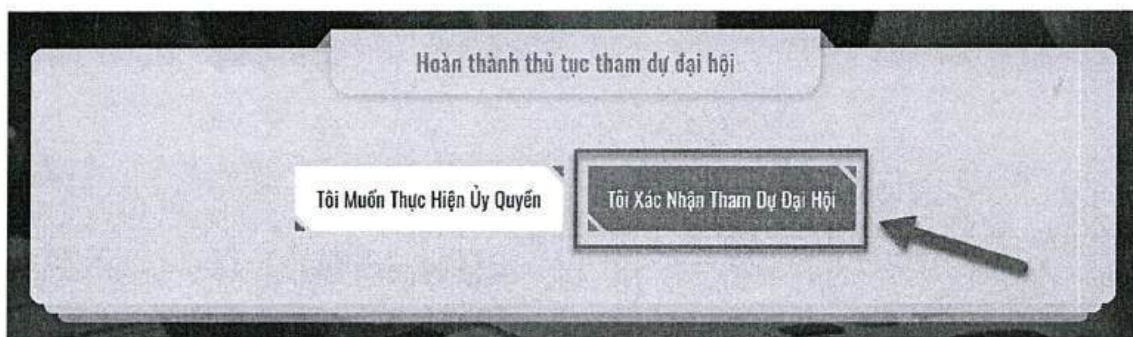 Hoàn thành thủ tục tham dự đại hội
Tôi Muốn Thực Hiện Ủy Quyền
Tôi Xác Nhận Tham Dự Đại Hội